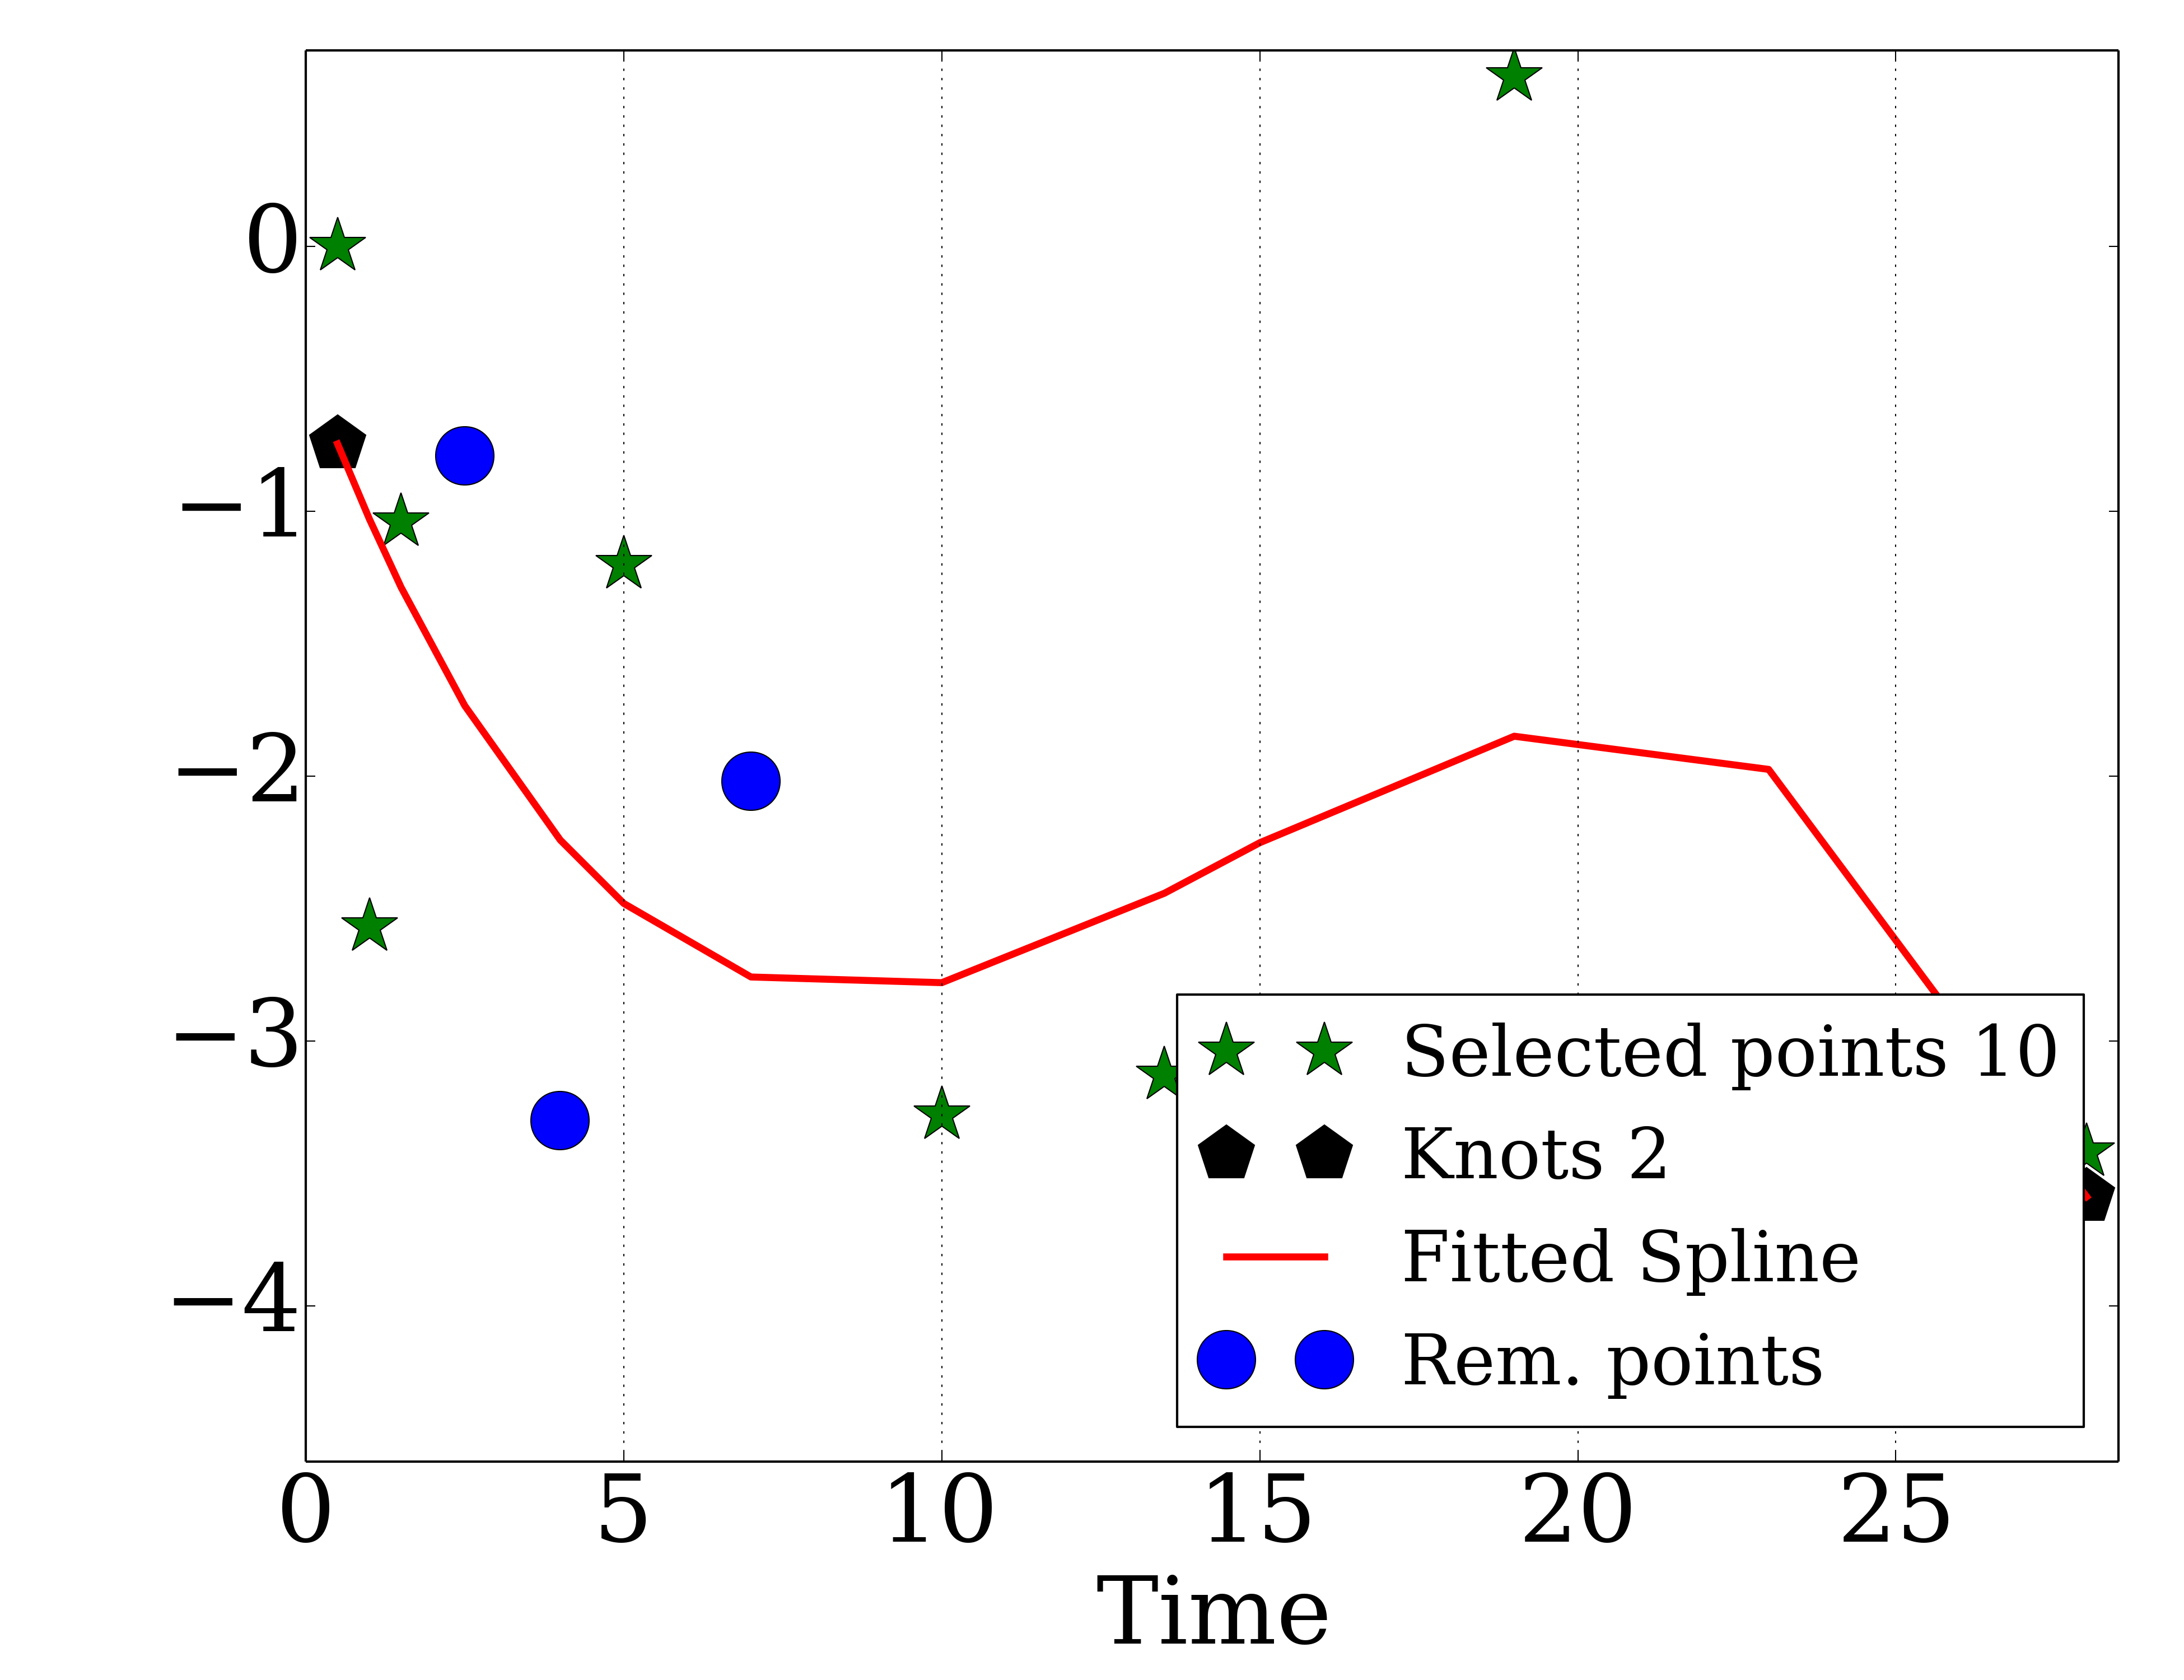 0
−1
−2
−3
−4
0 5 10 15 20 25
Time
Selected points 10
Knots 2
Fitted Spline
Rem. points